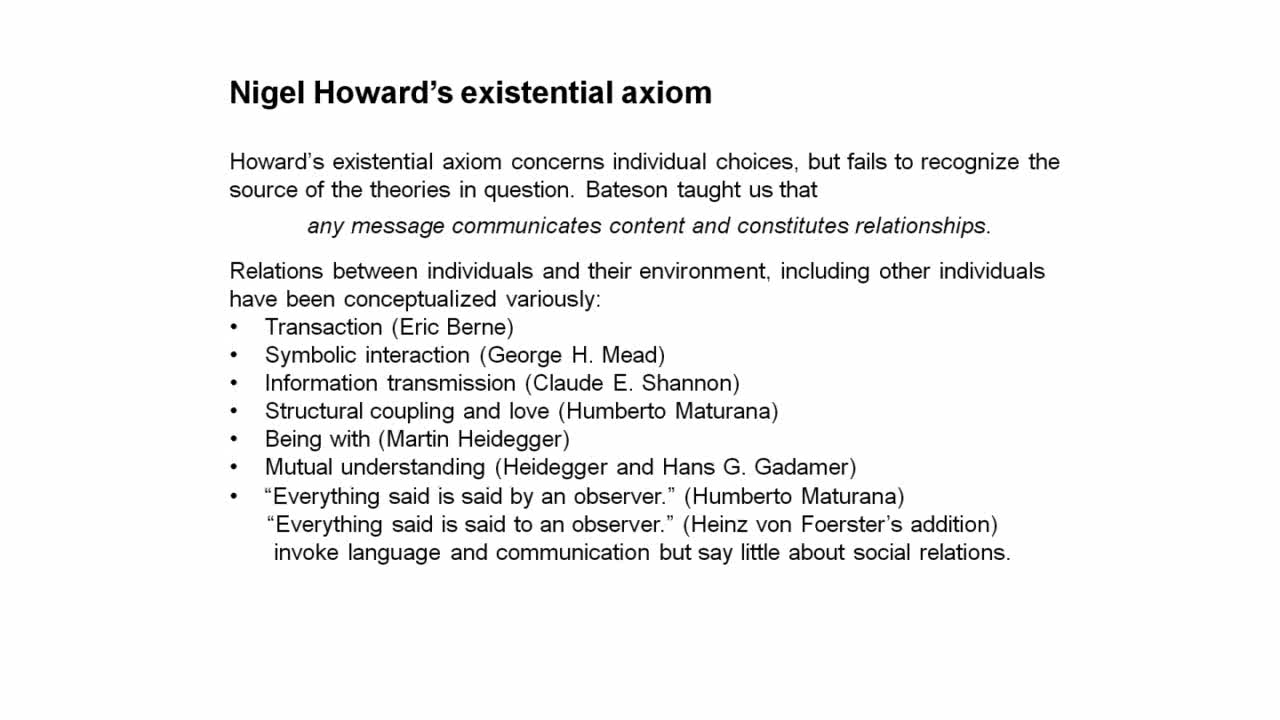 Nigel Howard’s existential axiom
Howard’s existential axiom concerns individual choices, but fails to recognize the
source of the theories in question. Bateson taught us that
any message communicates content and constitutes relationships.
Relations between individuals and their environment, including other individuals
have been conceptualized variously:
• Transaction (Eric Berne)
• Symbolic interaction (George H. Mead)
• Information transmission (Claude E. Shannon)
• Structural coupling and love (Humberto Maturana)
• Being with (Martin Heidegger)
• Mutual understanding (Heidegger and Hans G. Gadamer)
• “Everything said is said by an observer.” (Humberto Maturana)
“Everything said is said to an observer.” (Heinz von Foerster’s addition)
invoke language and communication but say little about social relations.